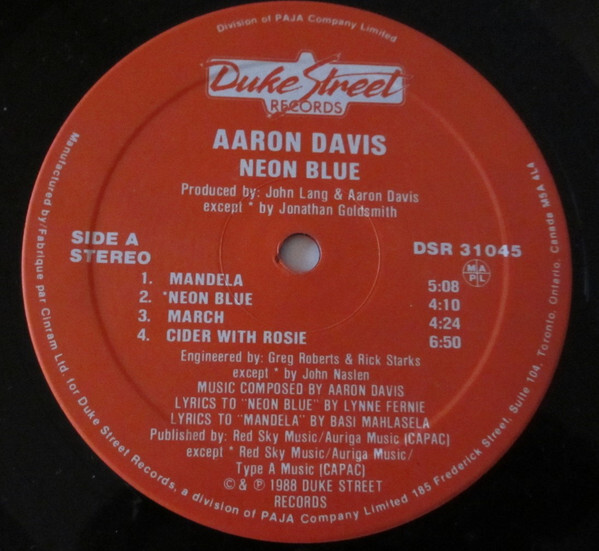 Division of PAJA Company Limited
Duke Street
RECORDS
AARON DAVIS
NEON BLUE
Produced by: John Lang & Aaron Davis
except * by Jonathan Goldsmith
SIDE A
STEREO
DSR 31045
MAPL
1. MANDELA 5:08
2. *NEON BLUE 4:10
3. MARCH 4:24
4. CIDER WITH ROSIE 6:50
Engineered by: Greg Roberts & Rick Starks
except * by John Naslen
MUSIC COMPOSED BY AARON DAVIS
LYRICS TO "NEON BLUE" BY LYNNE FERNIE
LYRICS TO "MANDELA" BY BASI MAHLASELA
Published by: Red Sky Music/Auriga Music (CAPAC)
except * Red Sky Music/Auriga Music/
Type A Music (CAPAC)
© & ℗ 1988 DUKE STREET
RECORDS
Manufactured by/Fabrique par Cinram Ltd. for Duke Street Records, a division of PAJA Company Limited 185 Frederick Street, Suite 104, Toronto, Ontario, Canada M5A 4L4